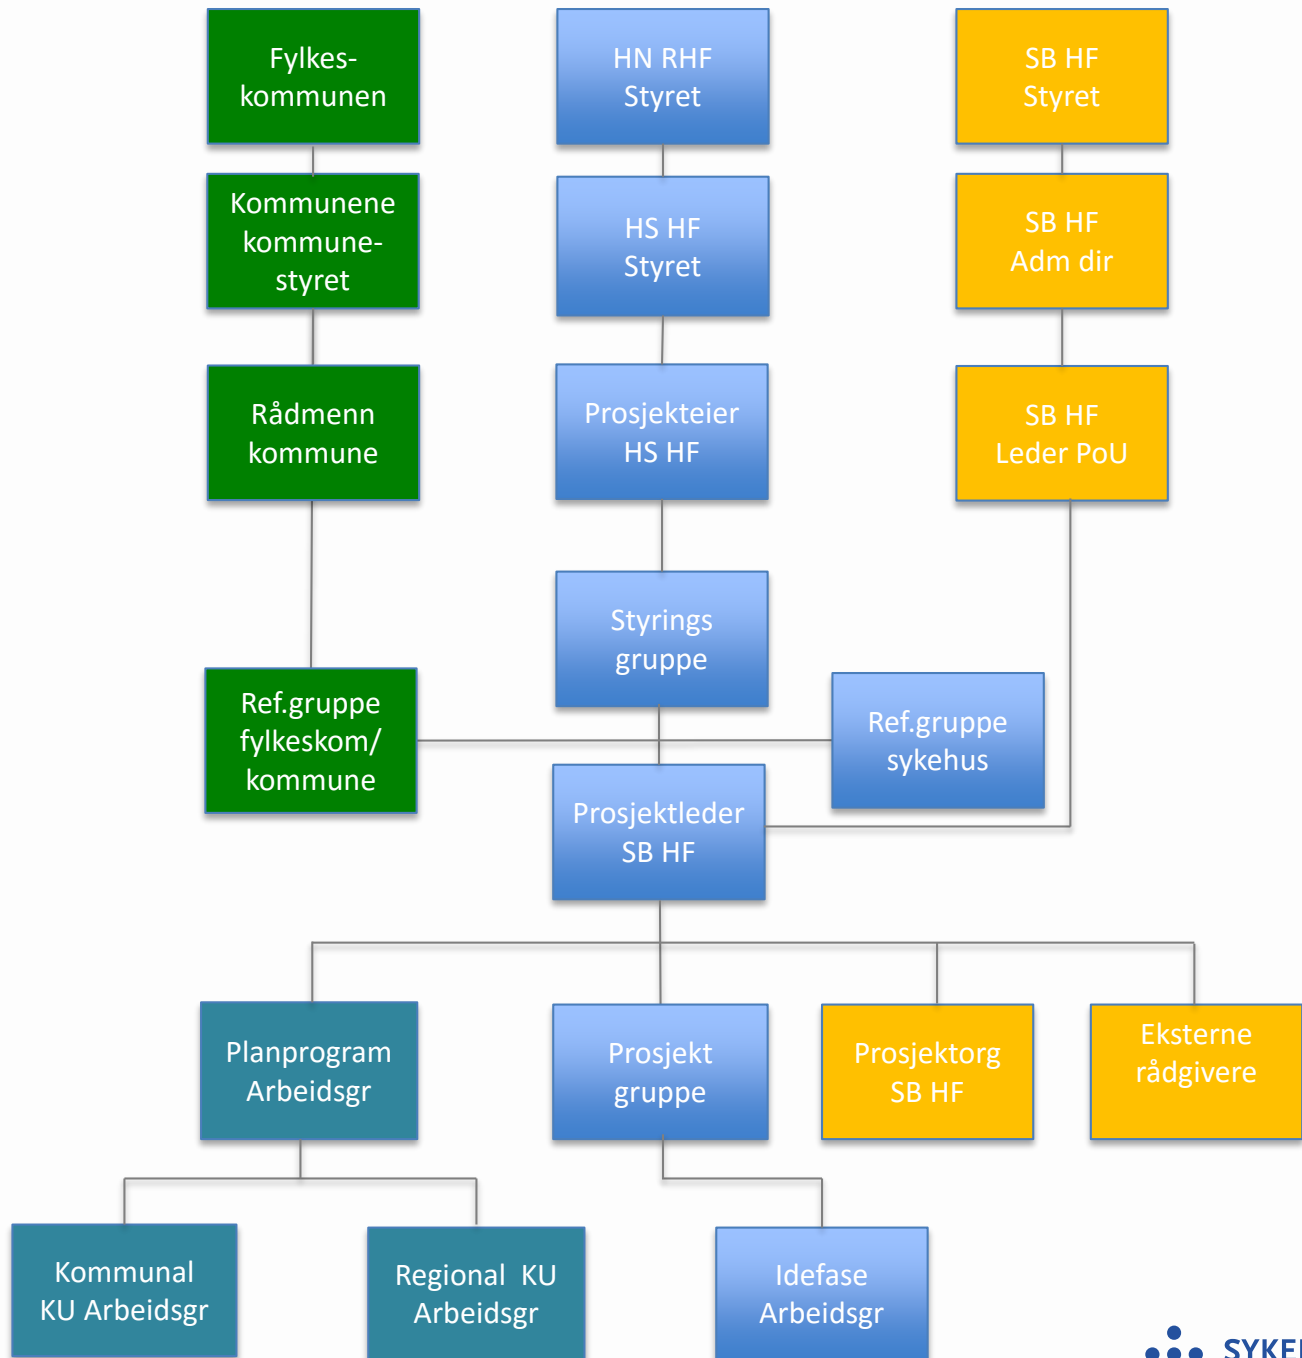 Fylkes-
kommunen
HN RHF
Styret
SB HF
Styret
Kommunene
kommune-
styret
HS HF
Styret
SB HF
Adm dir
Rådmenn
kommune
Prosjekteier
HS HF
SB HF
Leder PoU
Styrings
gruppe
Ref.gruppe
fylkeskom/
kommune
Ref.gruppe
sykehus
Prosjektleder
SB HF
Planprogram
Arbeidsgr
Prosjekt
gruppe
Prosjektorg
SB HF
Eksterne
rådgivere
Kommunal
KU Arbeidsgr
Regional  KU
Arbeidsgr
Idefase
Arbeidsgr